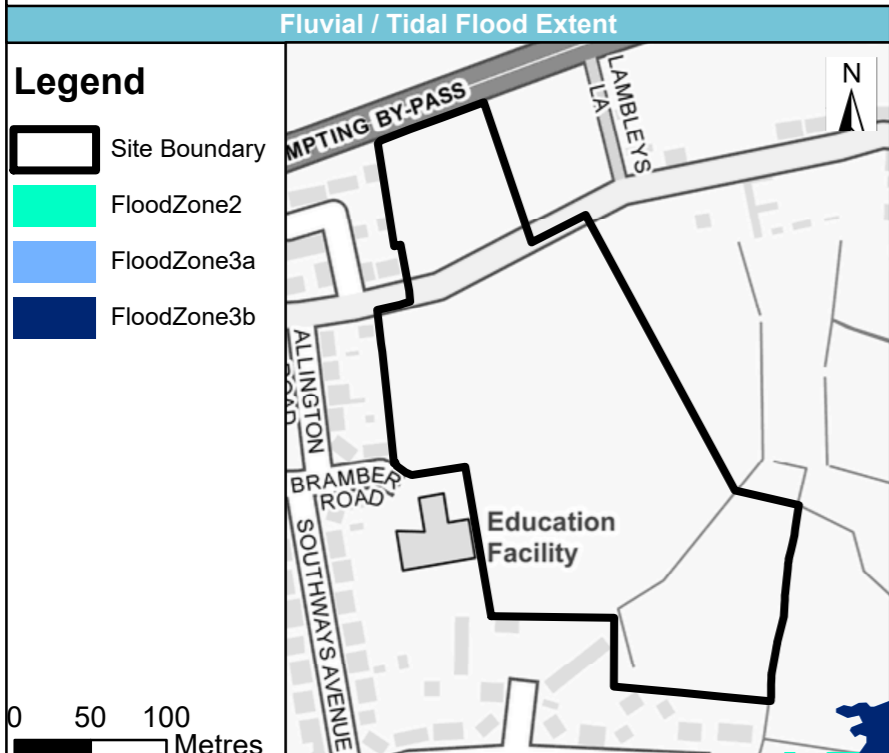 Fluvial / Tidal Flood Extent
Legend
Site Boundary
FloodZone2
FloodZone3a
FloodZone3b
0 50 100
Metres
MPTING BY-PASS
LAMBLEYS
LA
N
ALLINGTON
ROAD
BRAMBER
ROAD
Education
Facility
SOUTHWAYS AVENUE